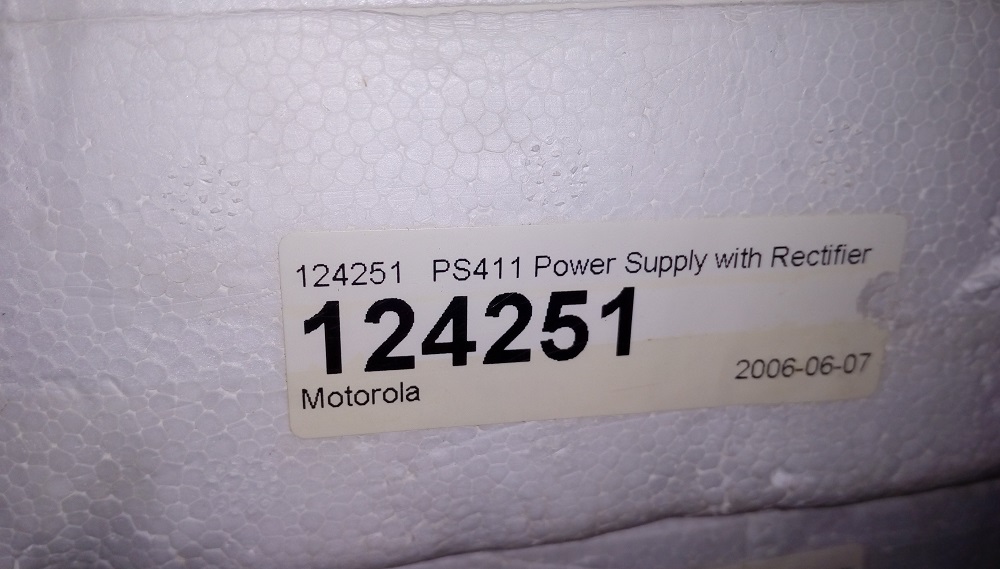 124251 PS411 Power Supply with Rectifier
124251
Motorola
2006-06-07